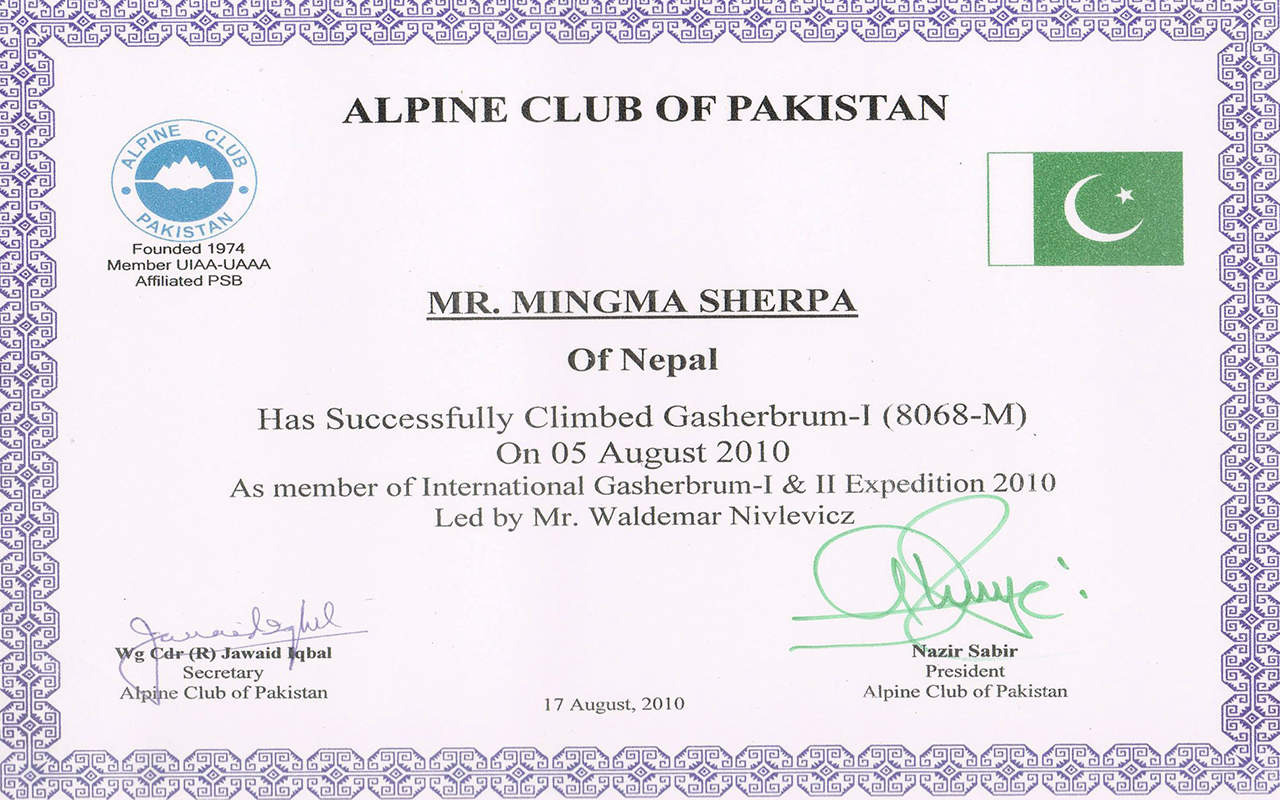 ALPINE CLUB OF PAKISTAN
ALPINE CLUB
PAKISTAN
Founded 1974
Member UIAA-UAAA
Affiliated PSB
MR. MINGMA SHERPA
Of Nepal
Has Successfully Climbed Gasherbrum-I (8068-M)
On 05 August 2010
As member of International Gasherbrum-I & II Expedition 2010
Led by Mr. Waldemar Nivlevicz
Jawaid Iqbal
Wg Cdr (R) Jawaid Iqbal
Secretary
Alpine Club of Pakistan
17 August, 2010
Nazir Sabir
President
Alpine Club of Pakistan